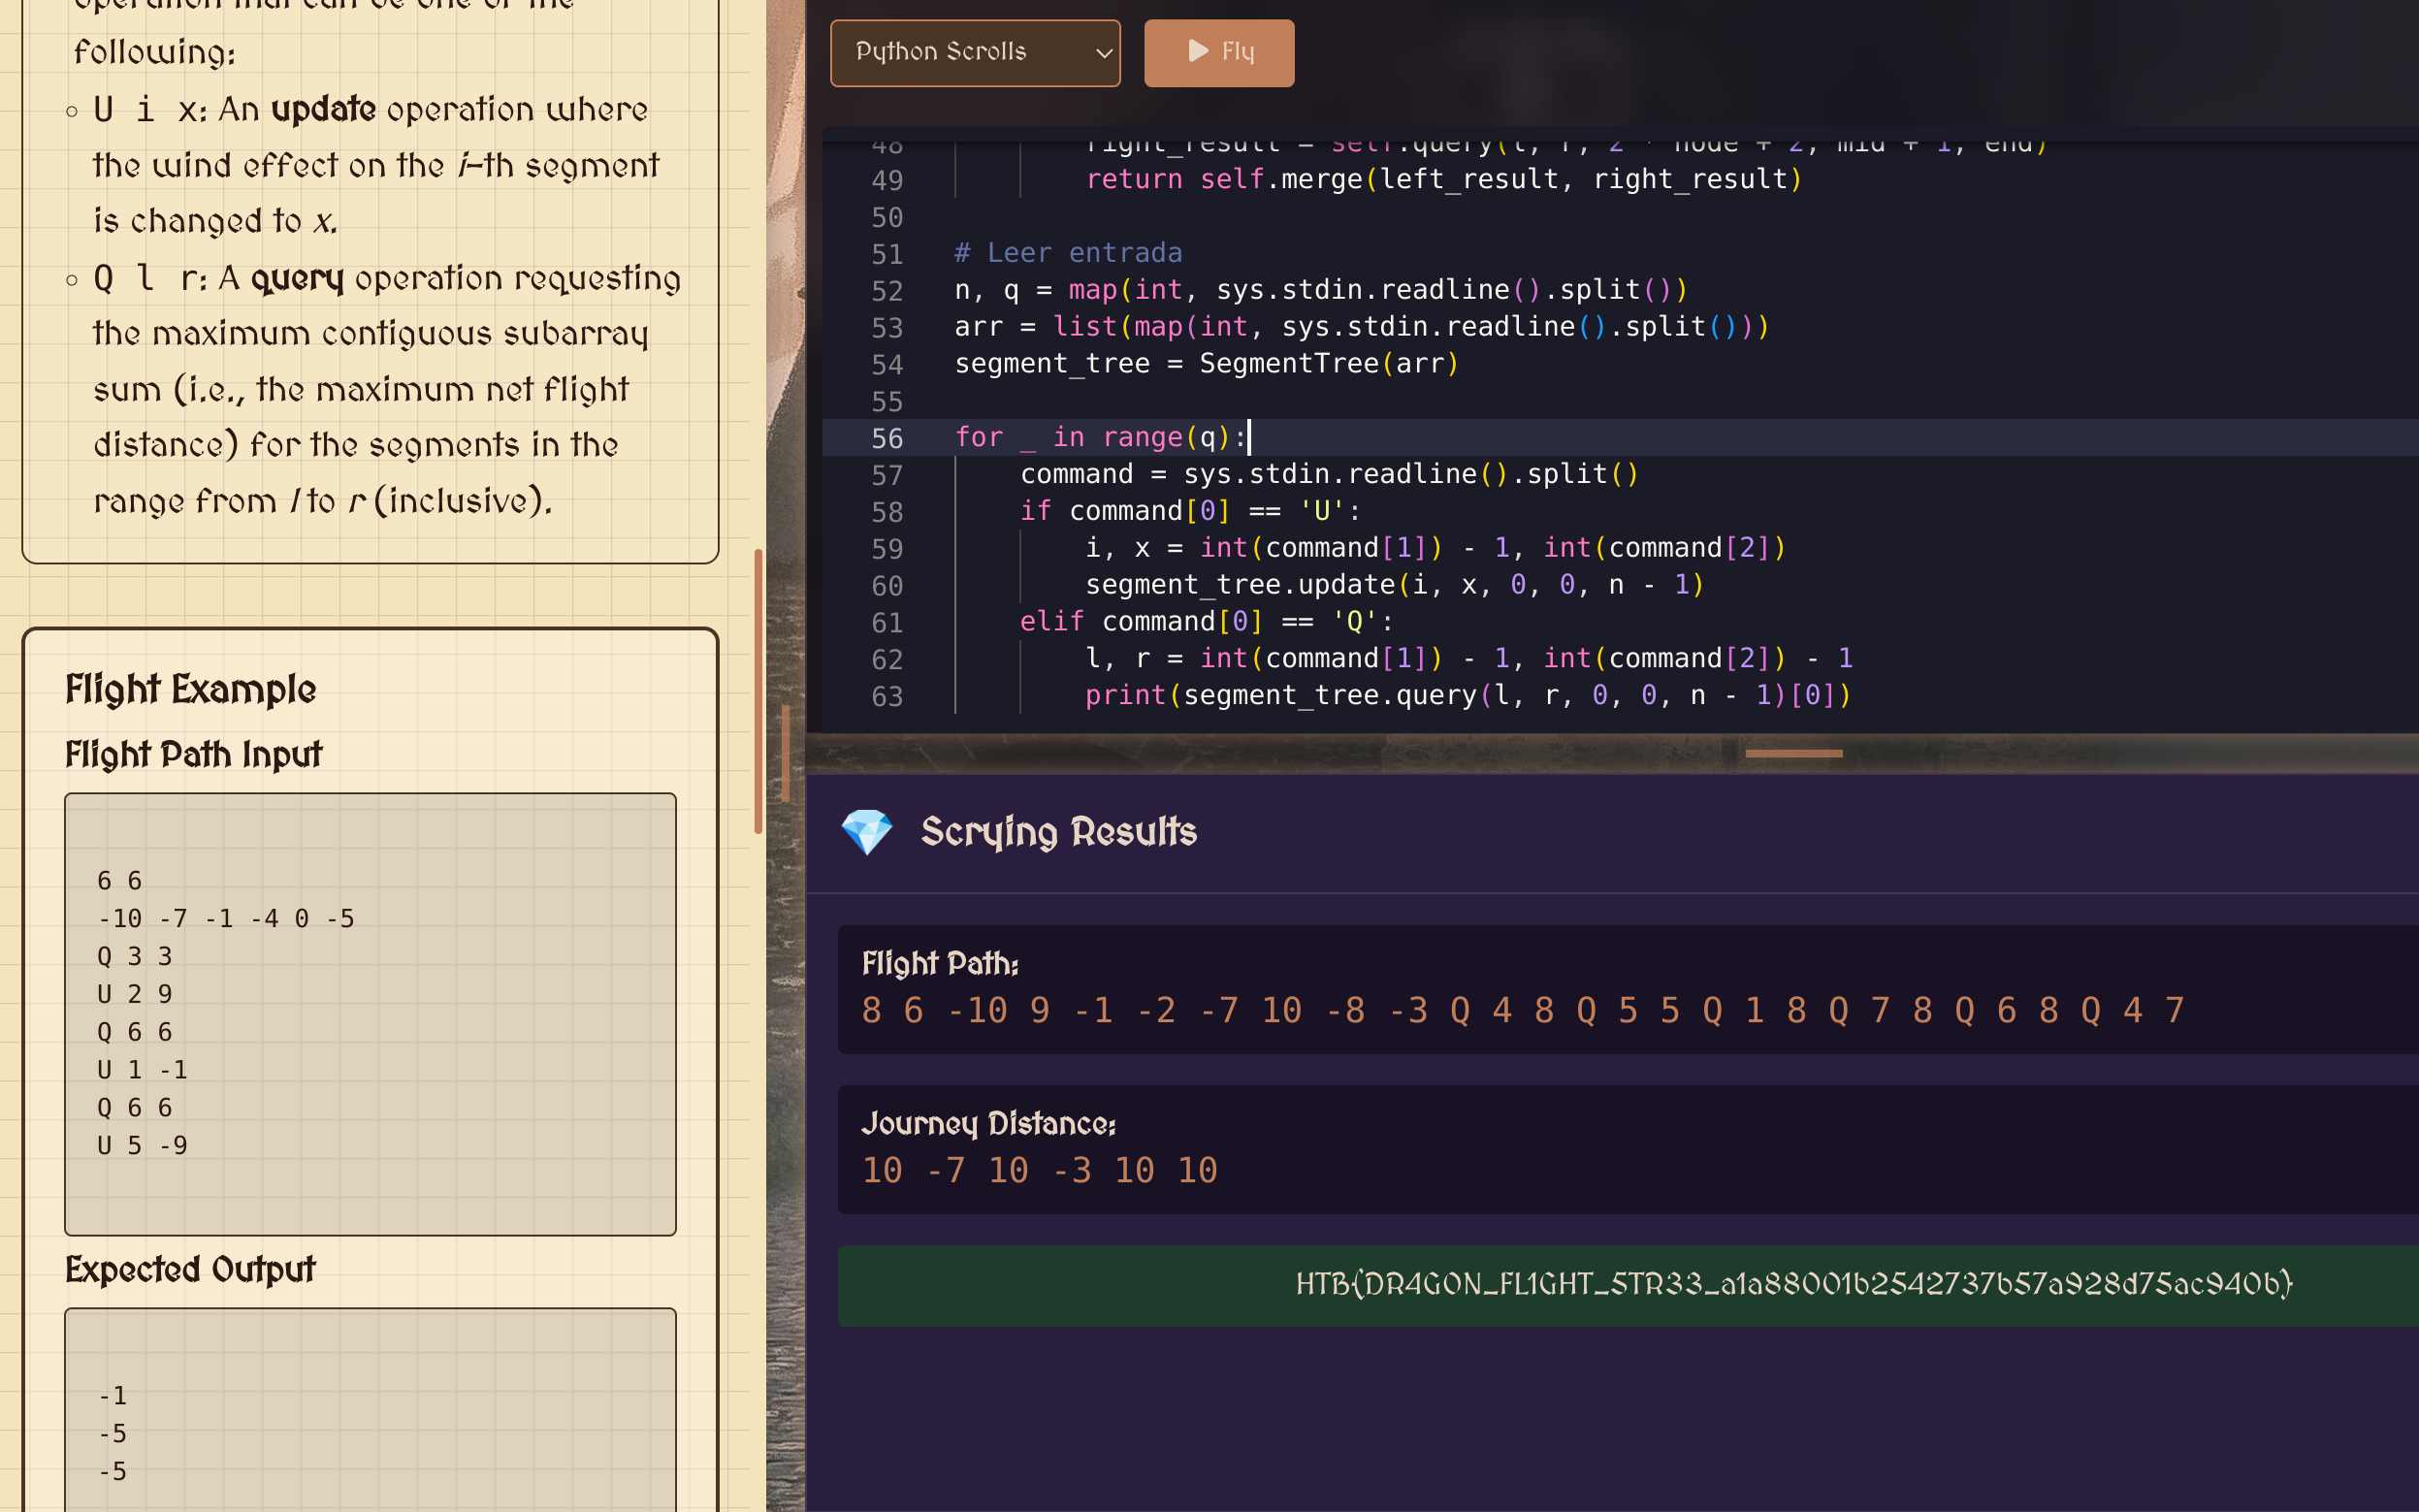 operation that can be one of the
following:
U i x: An update operation where
the wind effect on the i-th segment
is changed to x.
Q l r: A query operation requesting
the maximum contiguous subarray
sum (i.e., the maximum net flight
distance) for the segments in the
range from l to r (inclusive).
Flight Example
Flight Path Input
6 6
-10 -7 -1 -4 0 -5
Q 3 3
U 2 9
Q 6 6
U 1 -1
Q 6 6
U 5 -9
Expected Output
-1
-5
-5
Python Scrolls
Fly
48 right_result = self.query(l, r, 2 * node + 2, mid + 1, end)
49 return self.merge(left_result, right_result)
50
51 # Leer entrada
52 n, q = map(int, sys.stdin.readline().split())
53 arr = list(map(int, sys.stdin.readline().split()))
54 segment_tree = SegmentTree(arr)
55
56 for _ in range(q):
57 command = sys.stdin.readline().split()
58 if command[0] == 'U':
59 i, x = int(command[1]) - 1, int(command[2])
60 segment_tree.update(i, x, 0, 0, n - 1)
61 elif command[0] == 'Q':
62 l, r = int(command[1]) - 1, int(command[2]) - 1
63 print(segment_tree.query(l, r, 0, 0, n - 1)[0])
Scrying Results
Flight Path:
8 6 -10 9 -1 -2 -7 10 -8 -3 Q 4 8 Q 5 5 Q 1 8 Q 7 8 Q 6 8 Q 4 7
Journey Distance:
10 -7 10 -3 10 10
HTB{DR4GON_FL1GHT_5TR33_a1a88001b2542737b57a928d75ac940b}